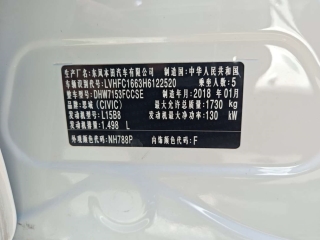 生产厂名: 东风本田汽车有限公司 制造国: 中华人民共和国
车辆识别代号: LVHFC1663H6122520 乘坐人数: 5
整车型号: DHW7153FCCSE 制造年月: 2018 年 01月
品牌: 思域 (CIVIC) 最大允许总质量: 1730 kg
发动机型号: L15B8 发动机最大净功率: 130 kW
发动机排量: 1.498 L
外观颜色代码: NH788P 内饰颜色代码: F